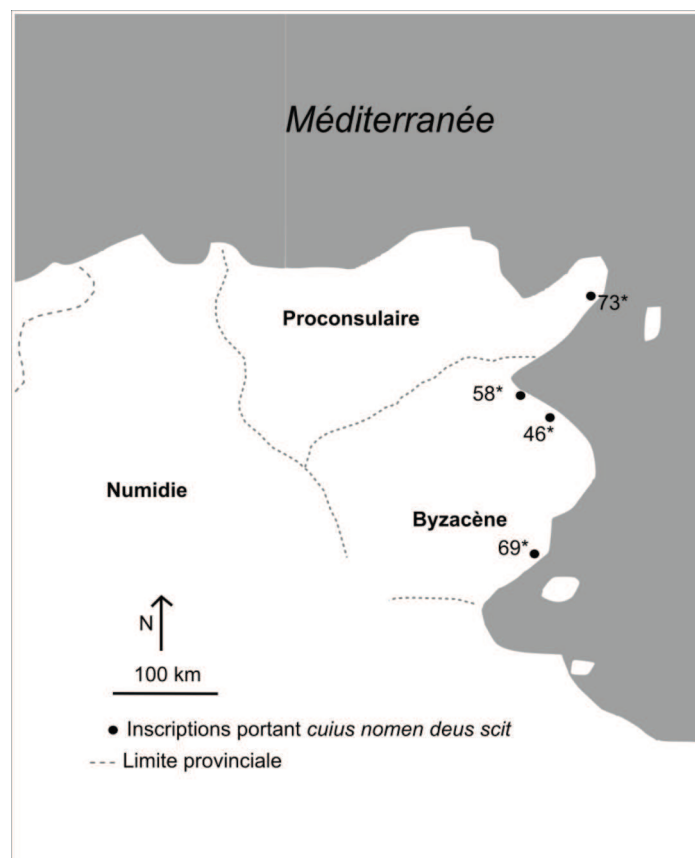 Méditerranée
73*
Proconsulaire
58*
46*
Numidie
Byzacène
69*
N
100 km
Inscriptions portant cuius nomen deus scit
Limite provinciale